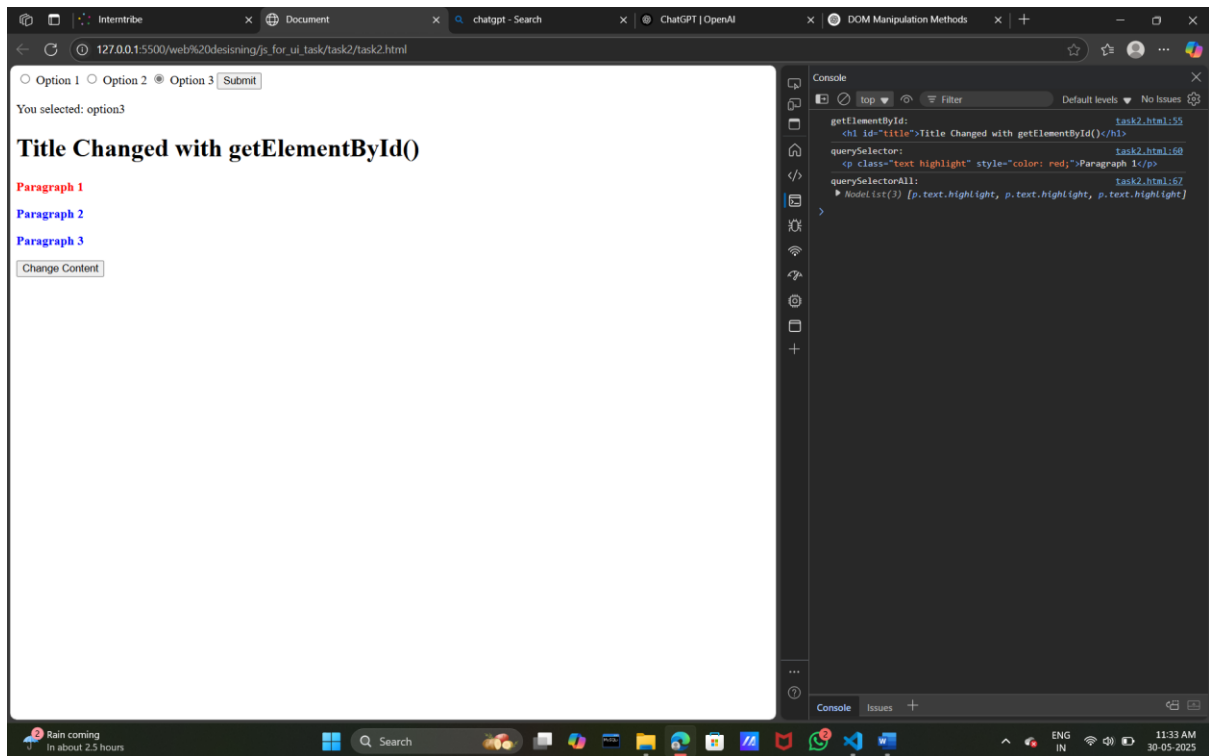 Interntribe
Document
chatgpt - Search
ChatGPT | OpenAI
DOM Manipulation Methods
127.0.0.1:5500/web%20desisning/js_for_ui_task/task2/task2.html
Option 1 Option 2 Option 3 Submit
You selected: option3
Title Changed with getElementById()
Paragraph 1
Paragraph 2
Paragraph 3
Change Content
Console
top Filter Default levels No Issues
getElementById: task2.html:55
<h1 id="title">Title Changed with getElementById()</h1>
querySelector: task2.html:60
<p class="text highlight" style="color: red;">Paragraph 1</p>
querySelectorAll: task2.html:67
NodeList(3) [p.text.highlight, p.text.highlight, p.text.highlight]
Console Issues
2
Rain coming
In about 2.5 hours
Search
2
ENG
IN
11:33 AM
30-05-2025